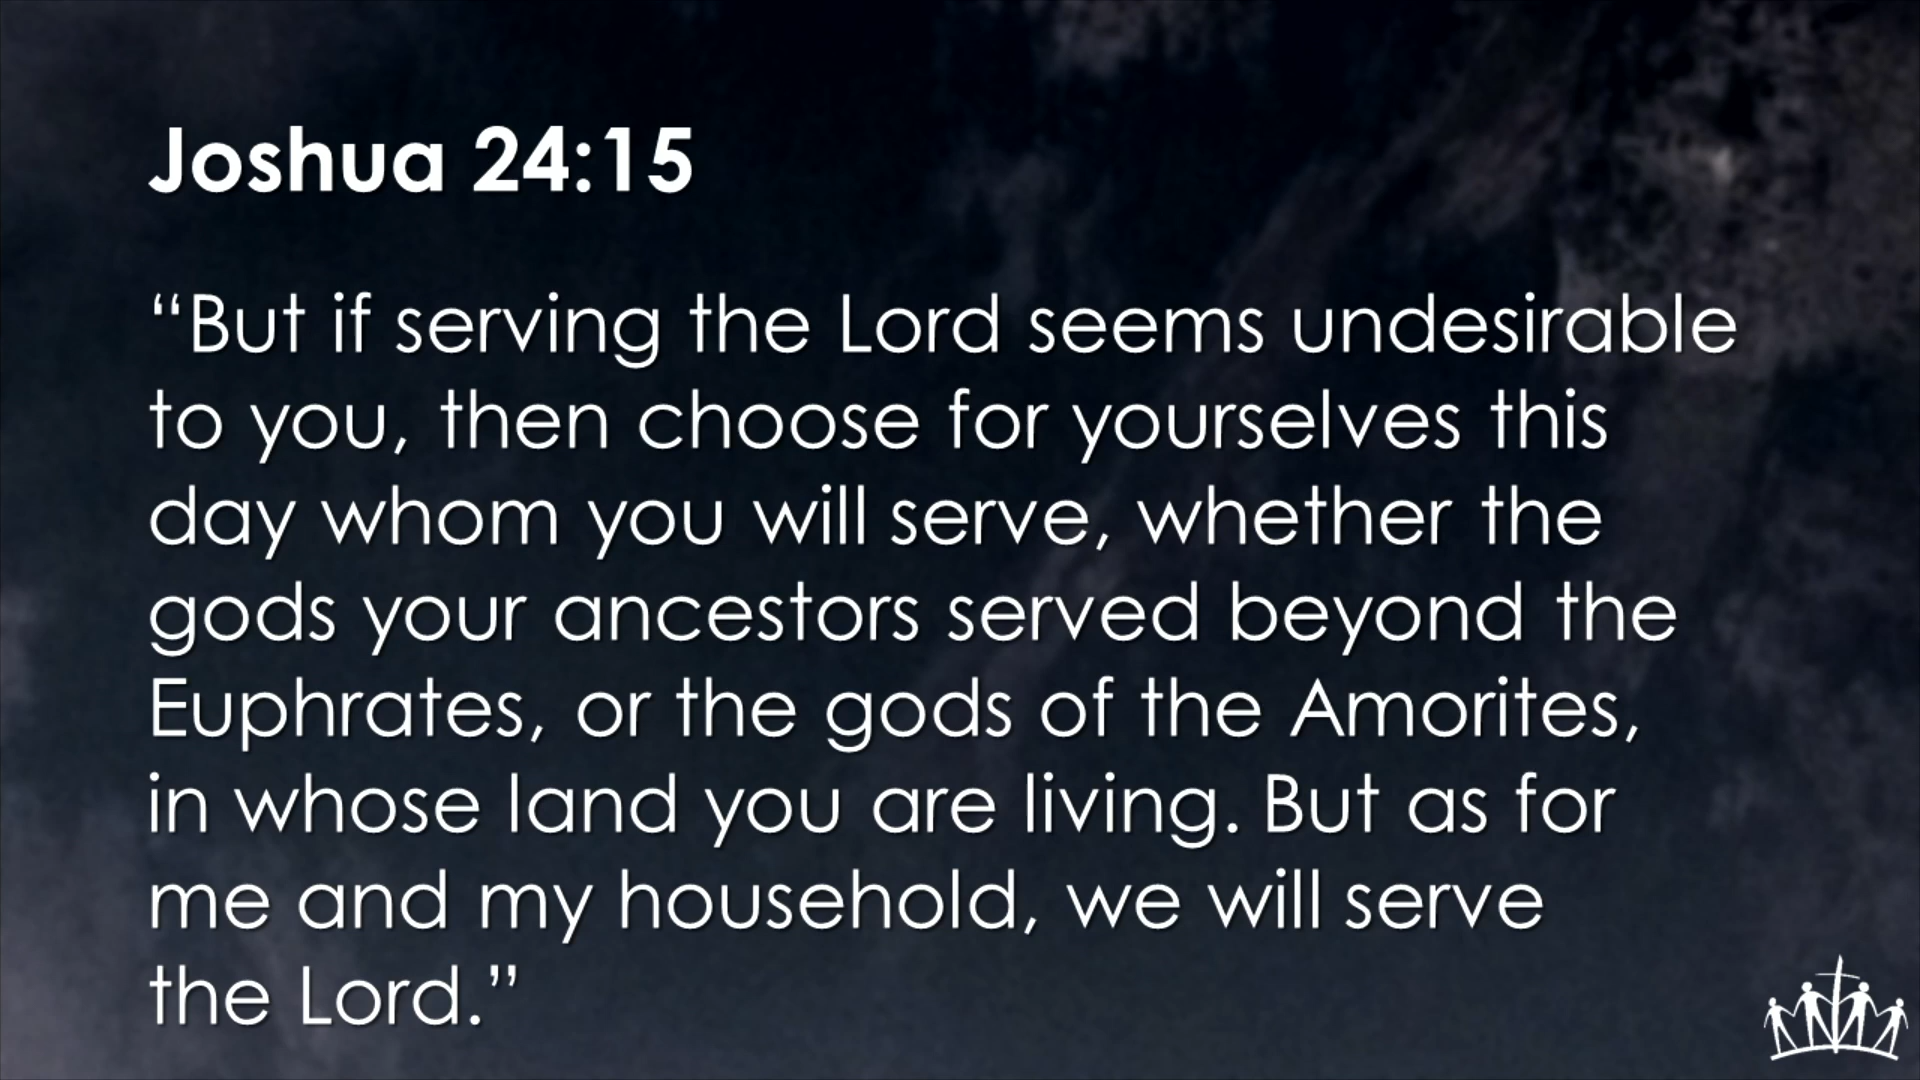 Joshua 24:15
“But if serving the Lord seems undesirable
to you, then choose for yourselves this
day whom you will serve, whether the
gods your ancestors served beyond the
Euphrates, or the gods of the Amorites,
in whose land you are living. But as for
me and my household, we will serve
the Lord.”